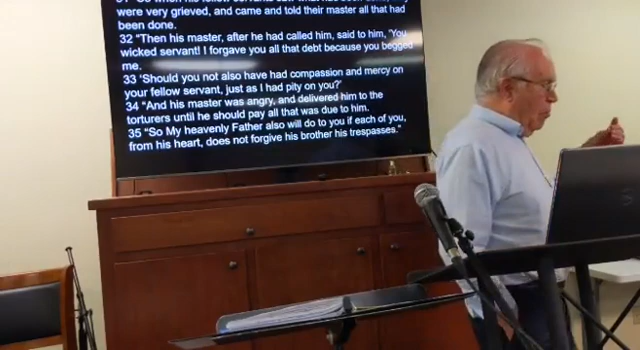 were very grieved, and came and told their master all that had
been done.
32 “Then his master, after he had called him, said to him, ‘You
wicked servant! I forgave you all that debt because you begged
me.
33 ‘Should you not also have had compassion and mercy on
your fellow servant, just as I had pity on you?’
34 “And his master was angry, and delivered him to the
torturers until he should pay all that was due to him.
35 “So My heavenly Father also will do to you if each of you,
from his heart, does not forgive his brother his trespasses.”